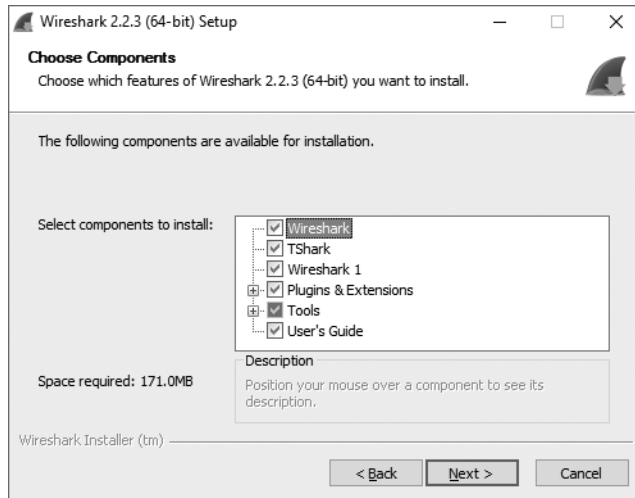 Wireshark 2.2.3 (64-bit) Setup
Choose Components
Choose which features of Wireshark 2.2.3 (64-bit) you want to install.
The following components are available for installation.
Select components to install:
Wireshark
TShark
Wireshark 1
Plugins & Extensions
Tools
User's Guide
Space required: 171.0MB
Description
Position your mouse over a component to see its
description.
Wireshark Installer (tm)
< Back
Next >
Cancel